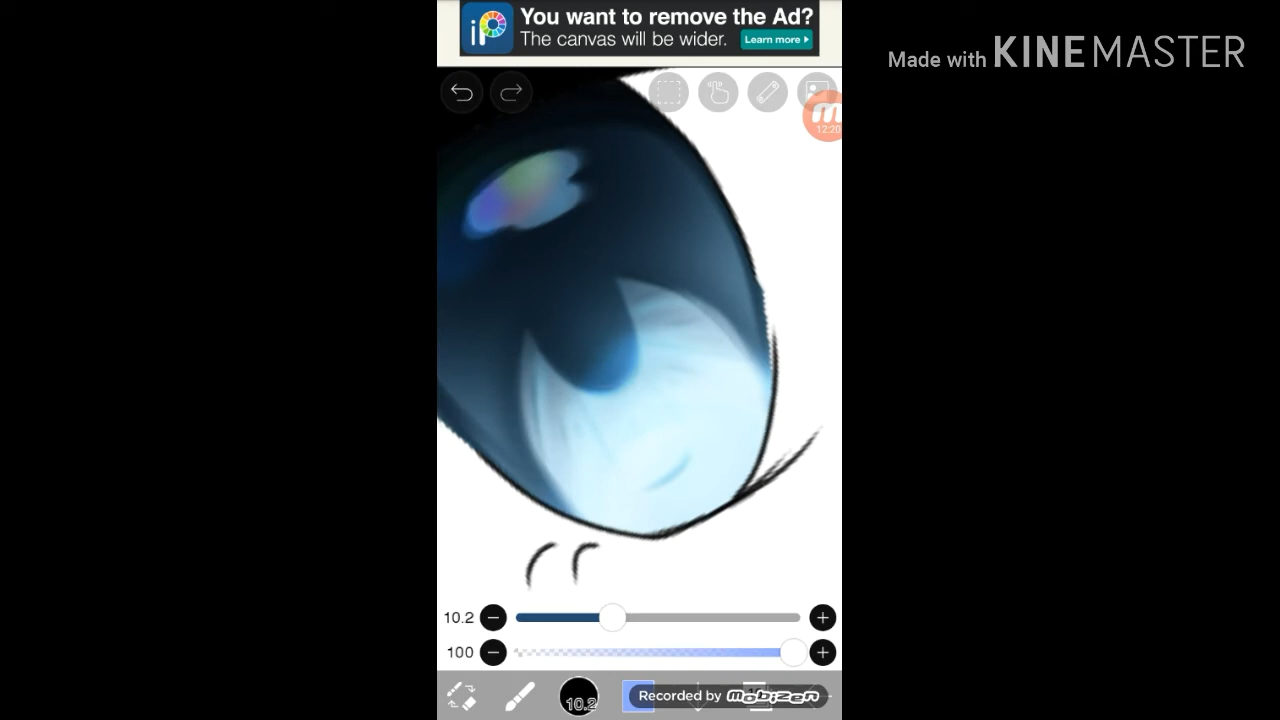 You want to remove the Ad?
The canvas will be wider.
Learn more
iP
Made with KINEMASTER
12:20
10.2
100
10.2
Recorded by mobizen